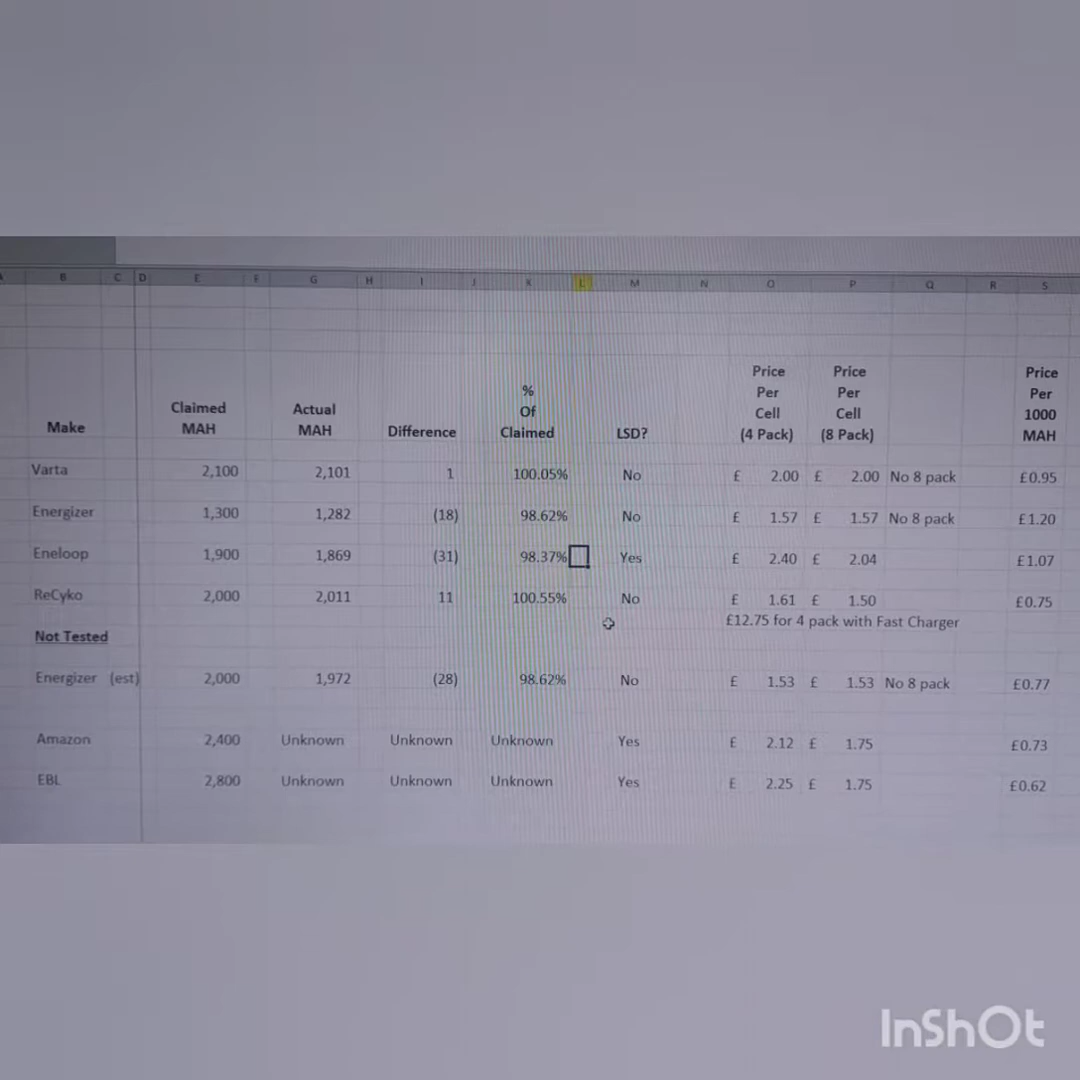 A B C D E F G H I J K L M N O P Q R S
Make Claimed MAH Actual MAH Difference % Of Claimed LSD? Price Per Cell (4 Pack) Price Per Cell (8 Pack) Price Per 1000 MAH
Varta 2,100 2,101 1 100.05% No £ 2.00 £ 2.00 No 8 pack £0.95
Energizer 1,300 1,282 (18) 98.62% No £ 1.57 £ 1.57 No 8 pack £1.20
Eneloop 1,900 1,869 (31) 98.37% Yes £ 2.40 £ 2.04 £1.07
ReCyko 2,000 2,011 11 100.55% No £ 1.61 £ 1.50 £0.75
£12.75 for 4 pack with Fast Charger
Not Tested
Energizer (est) 2,000 1,972 (28) 98.62% No £ 1.53 £ 1.53 No 8 pack £0.77
Amazon 2,400 Unknown Unknown Unknown Yes £ 2.12 £ 1.75 £0.73
EBL 2,800 Unknown Unknown Unknown Yes £ 2.25 £ 1.75 £0.62
InShOt